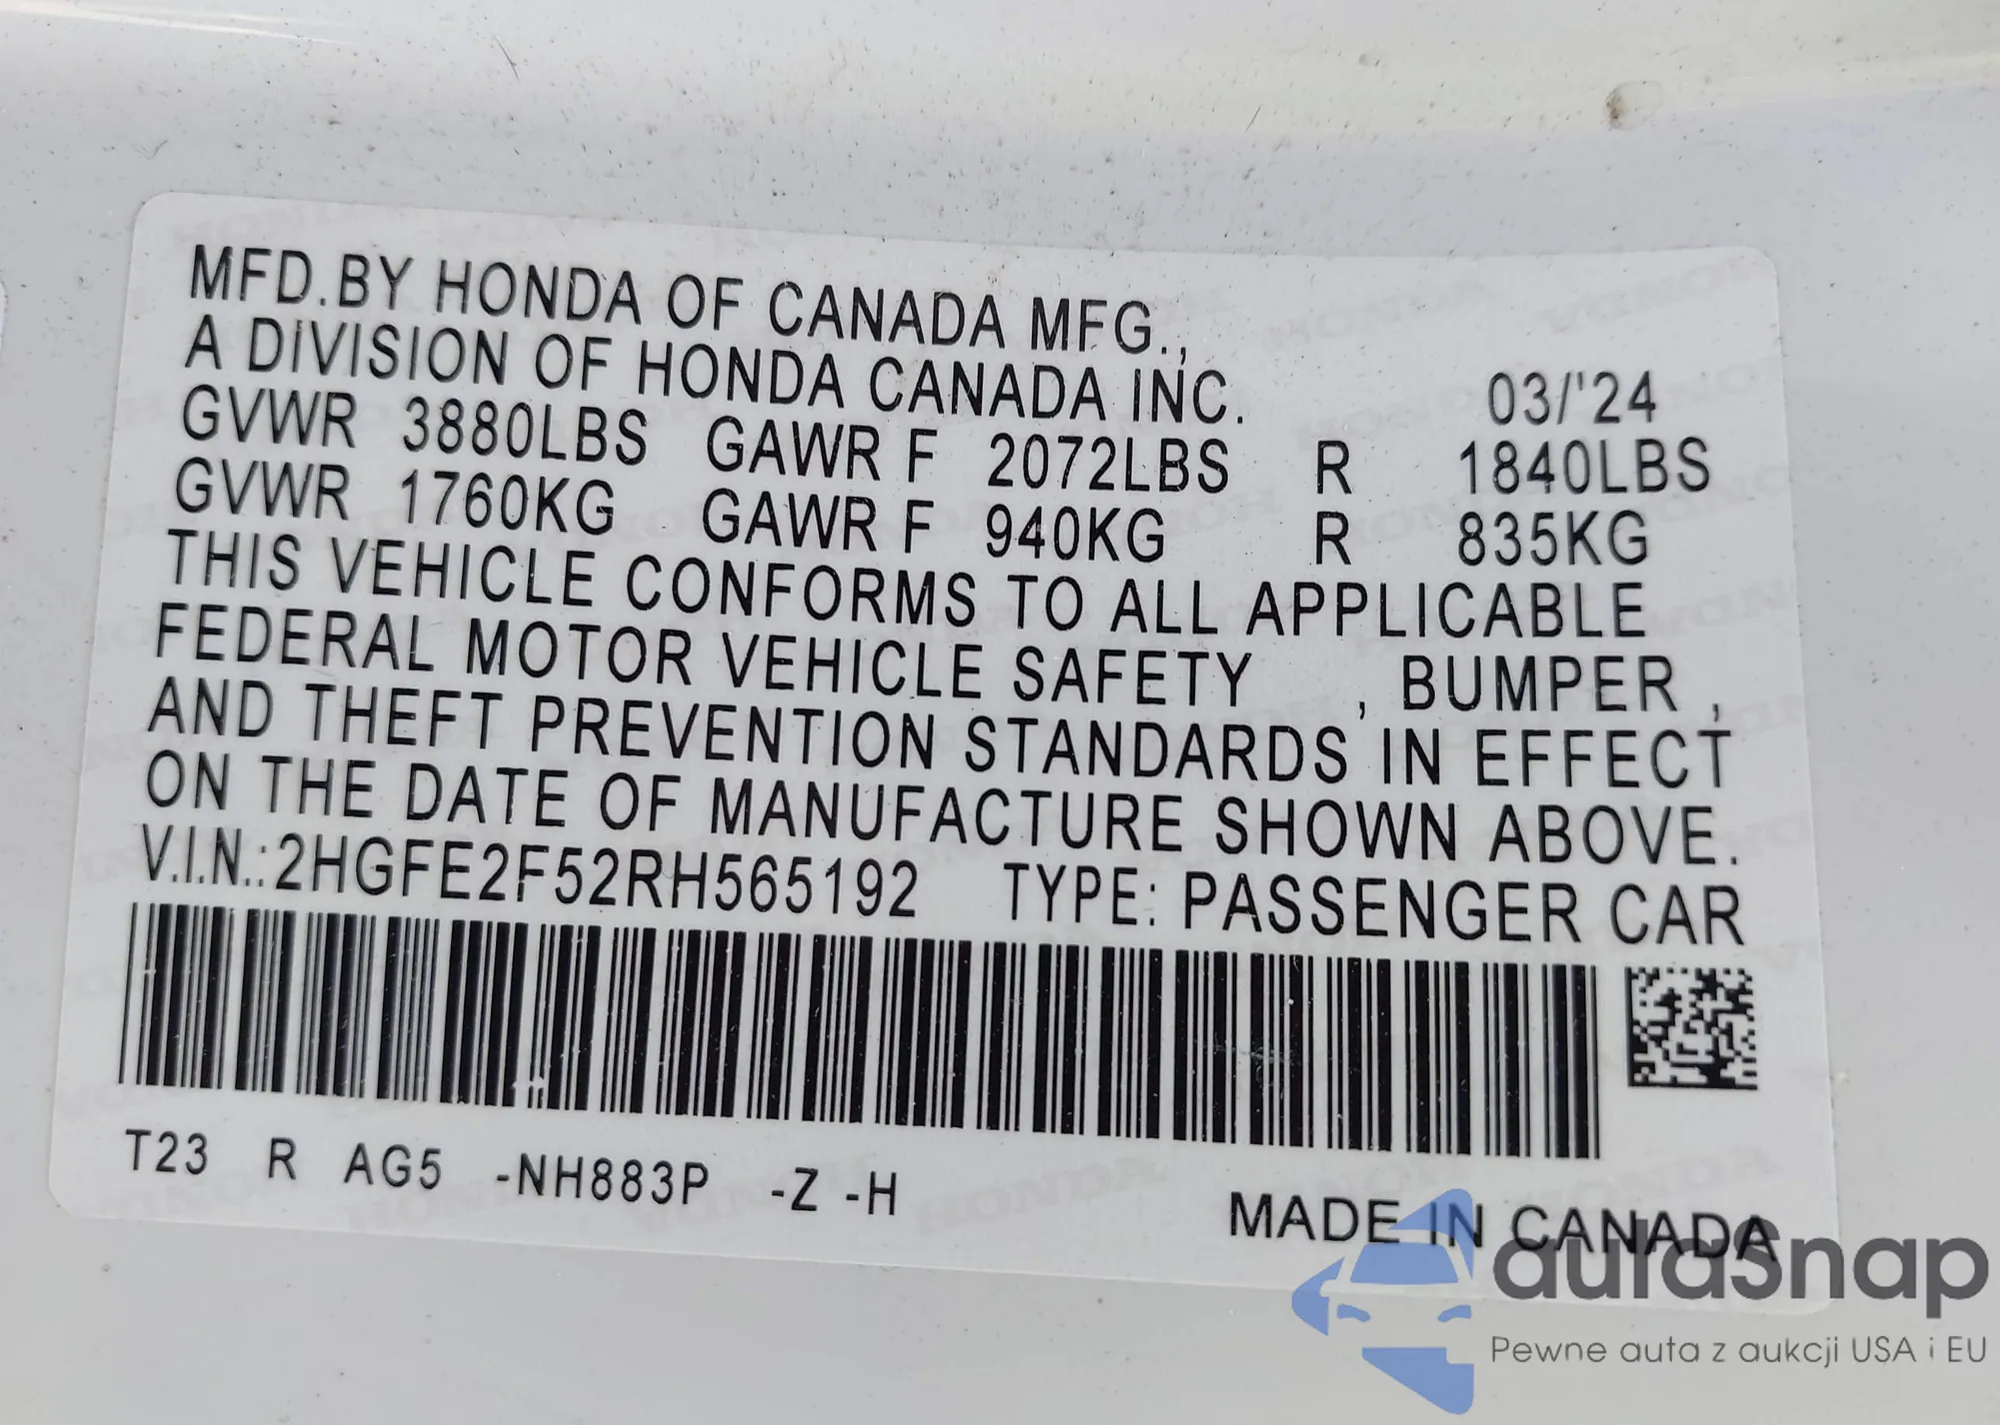 MFD.BY HONDA OF CANADA MFG.,
A DIVISION OF HONDA CANADA INC. 03/'24
GVWR 3880LBS GAWR F 2072LBS R 1840LBS
GVWR 1760KG GAWR F 940KG R 835KG
THIS VEHICLE CONFORMS TO ALL APPLICABLE
FEDERAL MOTOR VEHICLE SAFETY , BUMPER ,
AND THEFT PREVENTION STANDARDS IN EFFECT
ON THE DATE OF MANUFACTURE SHOWN ABOVE.
V.I.N.:2HGFE2F52RH565192 TYPE: PASSENGER CAR
T23 R AG5 -NH883P -Z -H
MADE IN CANADA
autaSnap
Pewne auta z aukcji USA i EU